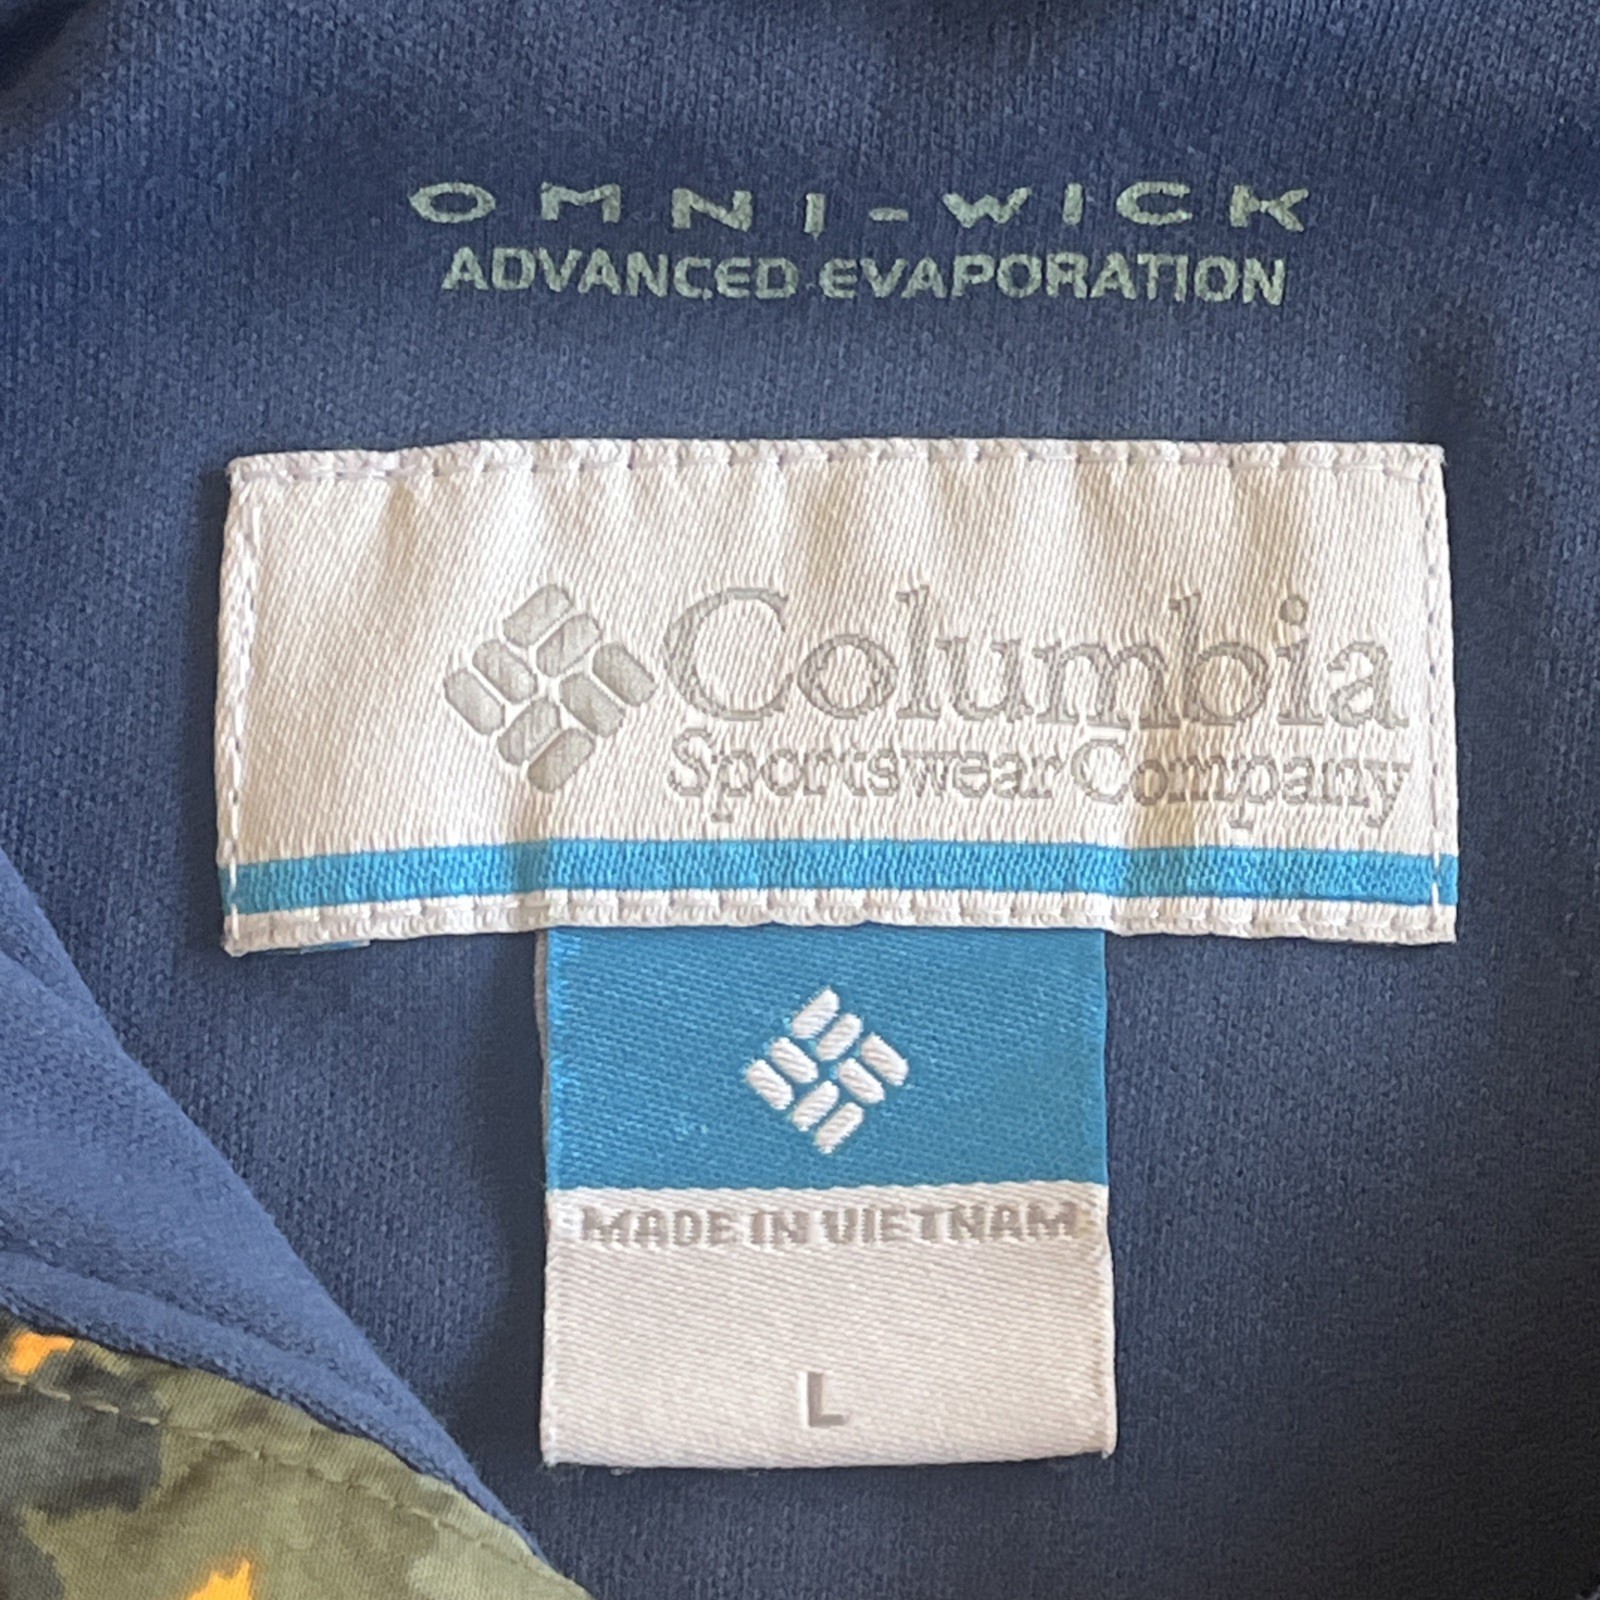 OMNI-WICK
ADVANCED EVAPORATION
Columbia
Sportswear Company
MADE IN VIETNAM
L